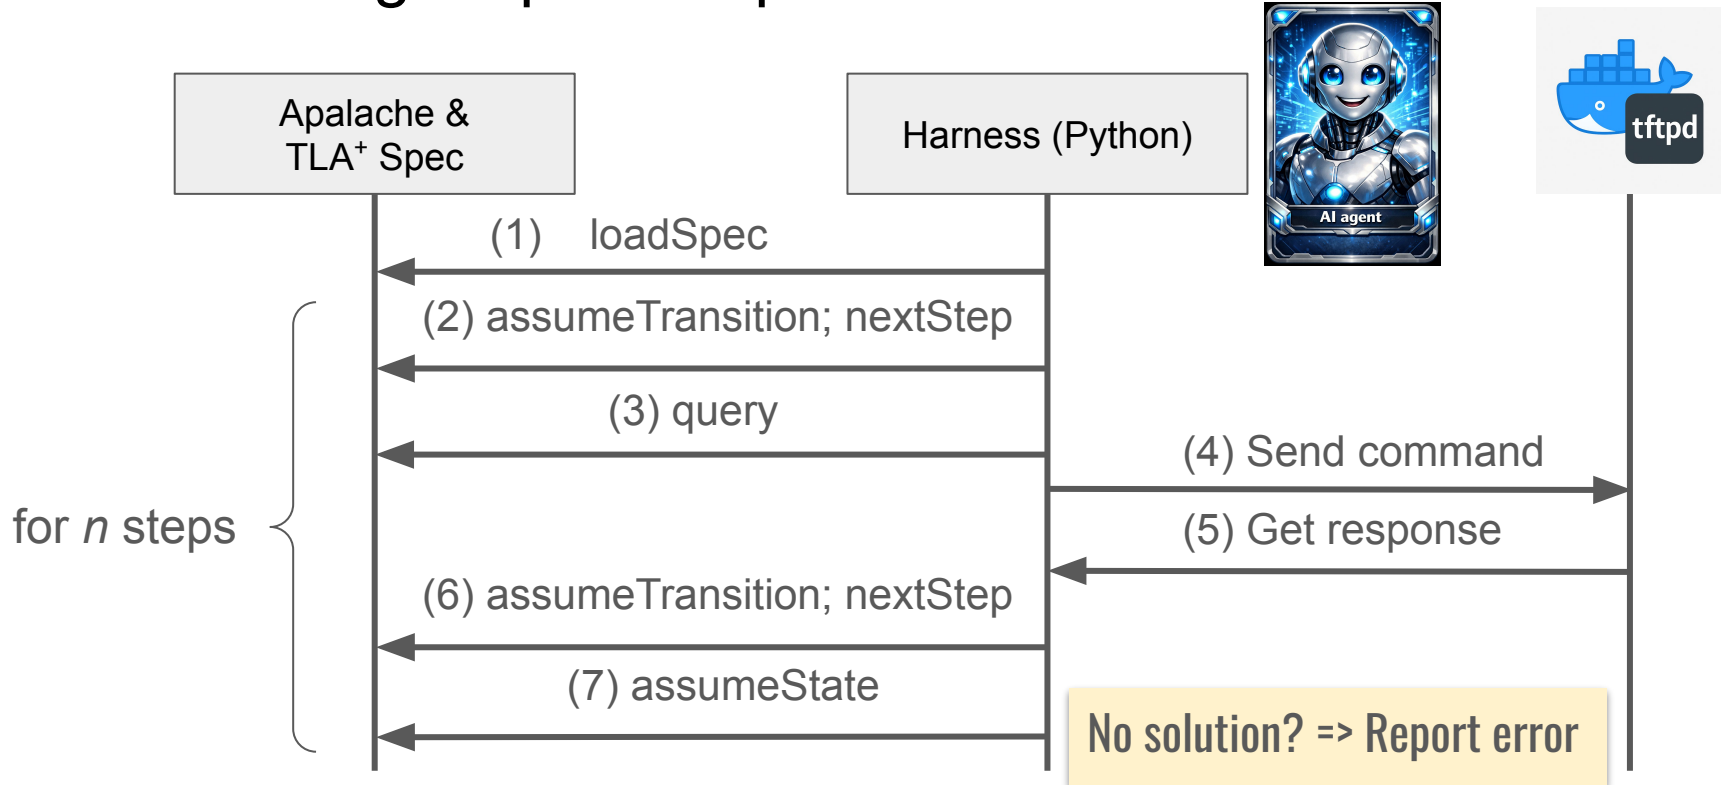 Apalache &
TLA+ Spec
Harness (Python)
AI agent
tftpd
(1) loadSpec
(2) assumeTransition; nextStep
(3) query
(4) Send command
(5) Get response
for n steps
(6) assumeTransition; nextStep
(7) assumeState
No solution? => Report error